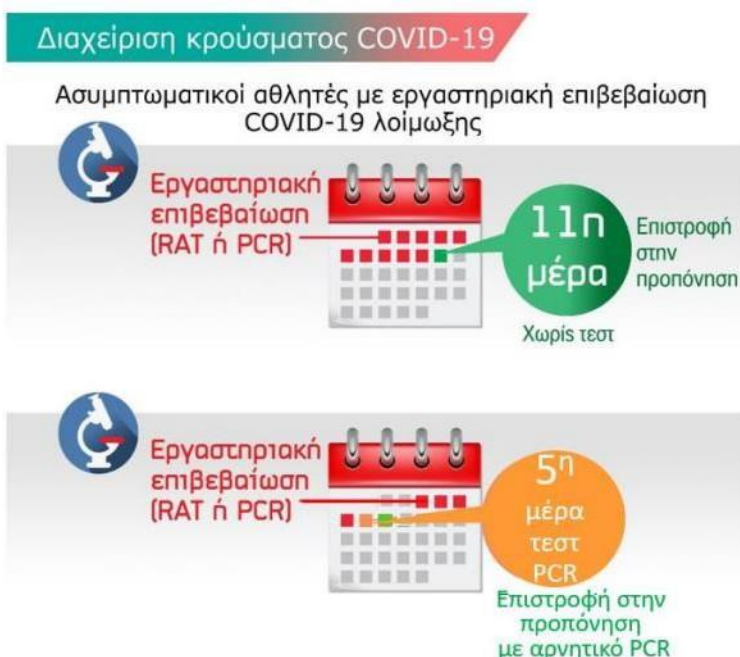 Διαχείριση κρούσματος COVID-19
Ασυμπτωματικοί αθλητές με εργαστηριακή επιβεβαίωση
COVID-19 λοίμωξης
Εργαστηριακή
επιβεβαίωση
(RAT ή PCR)
11η
μέρα
Επιστροφή
στην
προπόνηση
Χωρίς τεστ
Εργαστηριακή
επιβεβαίωση
(RAT ή PCR)
5η
μέρα
τεστ
PCR
Επιστροφή στην
προπόνηση
με αρνητικό PCR